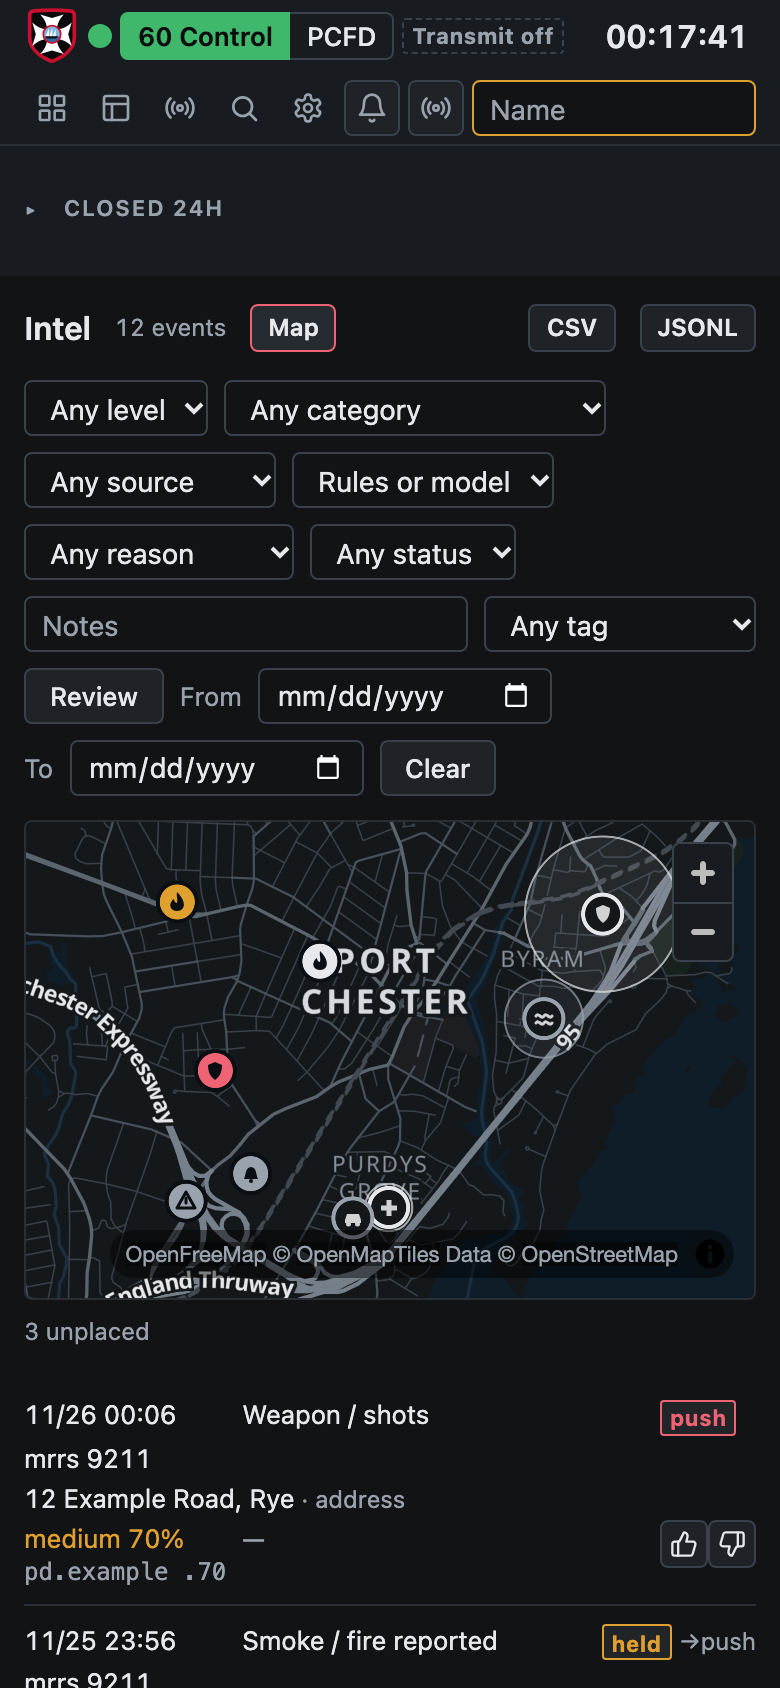 60 Control PCFD Transmit off 00:17:41
Name
CLOSED 24H
Intel 12 events Map CSV JSONL
Any level Any category
Any source Rules or model
Any reason Any status
Notes Any tag
Review From mm/dd/yyyy
To mm/dd/yyyy Clear
PORT
CHESTER
BYRAM
chester Expressway
95
PURDYS
GROVE
OpenFreeMap © OpenMapTiles Data © OpenStreetMap
England Thruway
3 unplaced
11/26 00:06 Weapon / shots push
mrrs 9211
12 Example Road, Rye · address
medium 70% —
pd.example .70
11/25 23:56 Smoke / fire reported held →push
mrrs 9211